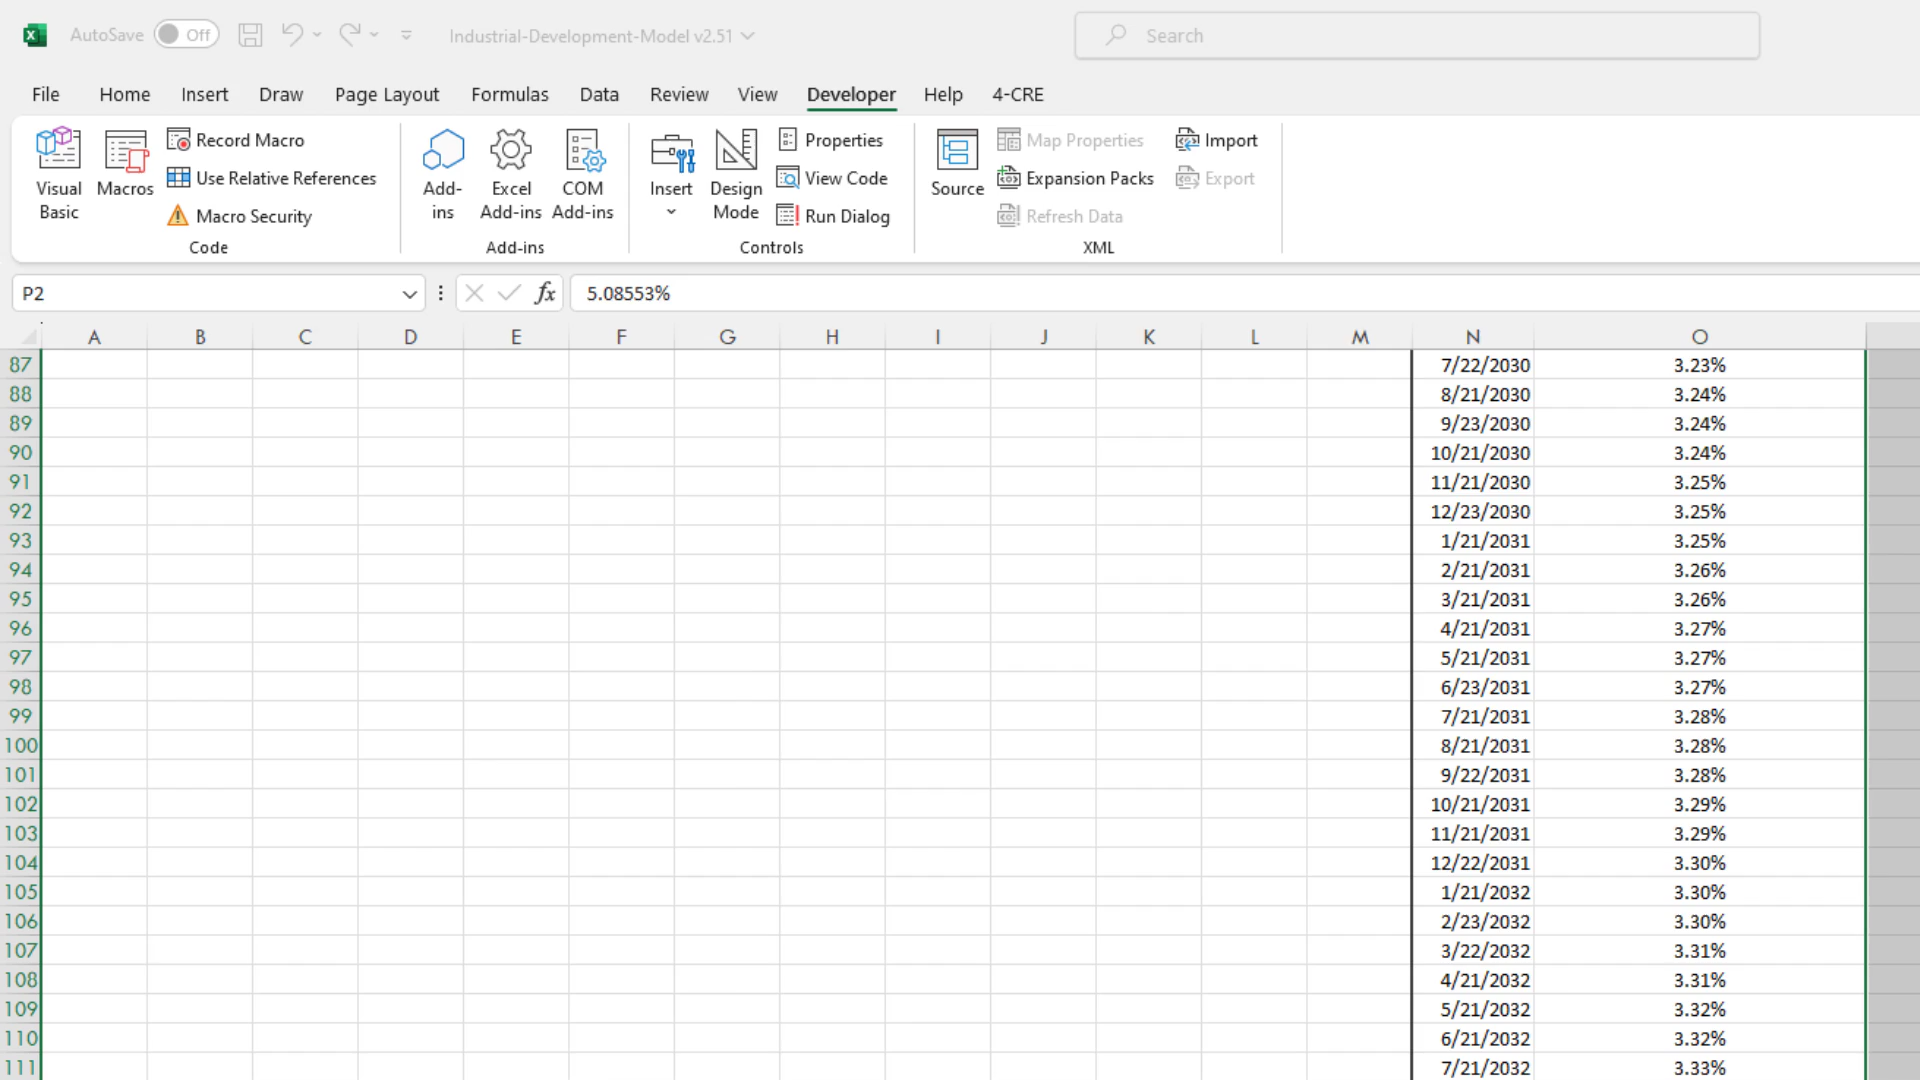 AutoSave Off Industrial-Development-Model v2.51 Search
File Home Insert Draw Page Layout Formulas Data Review View Developer Help 4-CRE
Visual Basic
Macros
Record Macro
Use Relative References
Macro Security
Code
Add-ins
Excel Add-ins
COM Add-ins
Add-ins
Insert
Design Mode
Properties
View Code
Run Dialog
Controls
Source
Map Properties
Expansion Packs
Refresh Data
Import
Export
XML
P2 fx 5.08553%
A B C D E F G H I J K L M N O
87 7/22/2030 3.23%
88 8/21/2030 3.24%
89 9/23/2030 3.24%
90 10/21/2030 3.24%
91 11/21/2030 3.25%
92 12/23/2030 3.25%
93 1/21/2031 3.25%
94 2/21/2031 3.26%
95 3/21/2031 3.26%
96 4/21/2031 3.27%
97 5/21/2031 3.27%
98 6/23/2031 3.27%
99 7/21/2031 3.28%
100 8/21/2031 3.28%
101 9/22/2031 3.28%
102 10/21/2031 3.29%
103 11/21/2031 3.29%
104 12/22/2031 3.30%
105 1/21/2032 3.30%
106 2/23/2032 3.30%
107 3/22/2032 3.31%
108 4/21/2032 3.31%
109 5/21/2032 3.32%
110 6/21/2032 3.32%
111 7/21/2032 3.33%